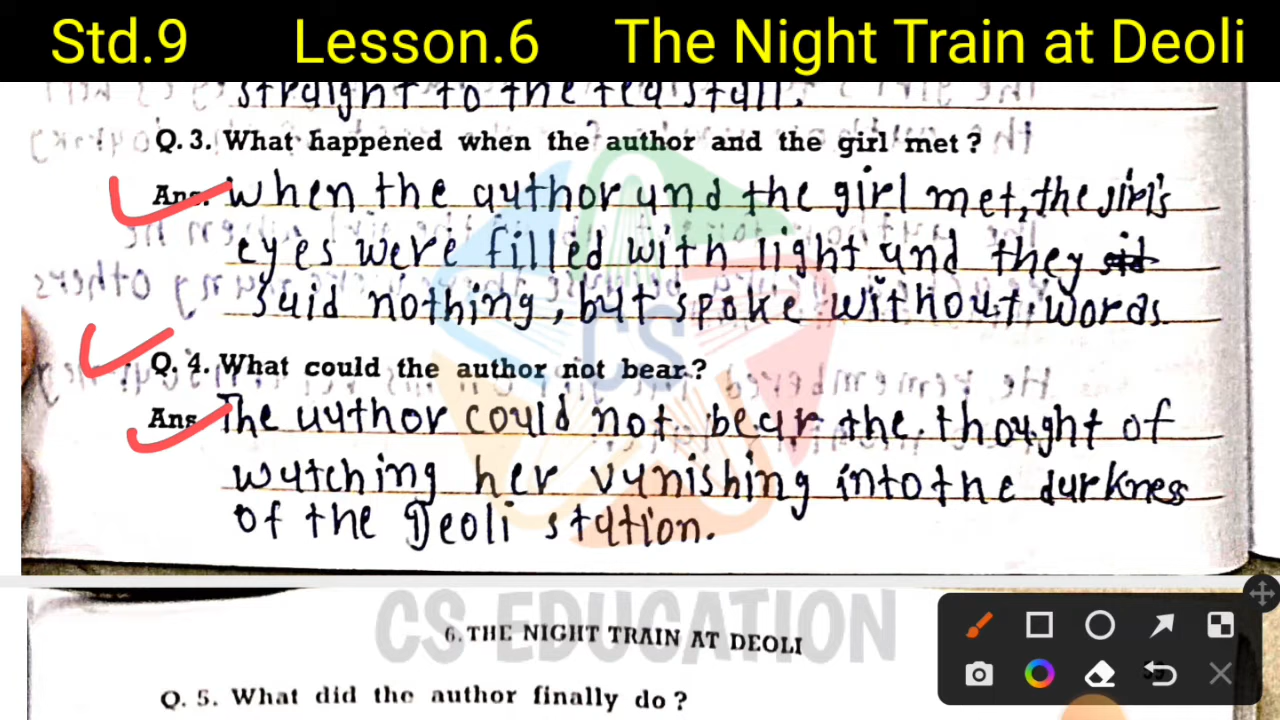 Std.9 Lesson.6 The Night Train at Deoli
straight to the tea stall.
Q. 3. What happened when the author and the girl met ?
Ans. When the author and the girl met, the girl's
eyes were filled with light and they sid
said nothing, but spoke without words
Q. 4. What could the author not bear ?
Ans The author could not bear the thought of
watching her vanishing into the darkness
of the Deoli station.
CS
CS EDUCATION
6. THE NIGHT TRAIN AT DEOLI
Q. 5. What did the author finally do ?